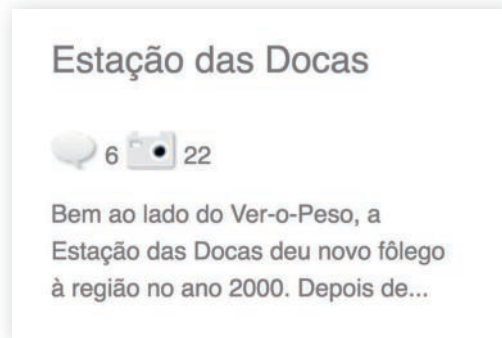 Estação das Docas
6 22
Bem ao lado do Ver-o-Peso, a
Estação das Docas deu novo fôlego
à região no ano 2000. Depois de...